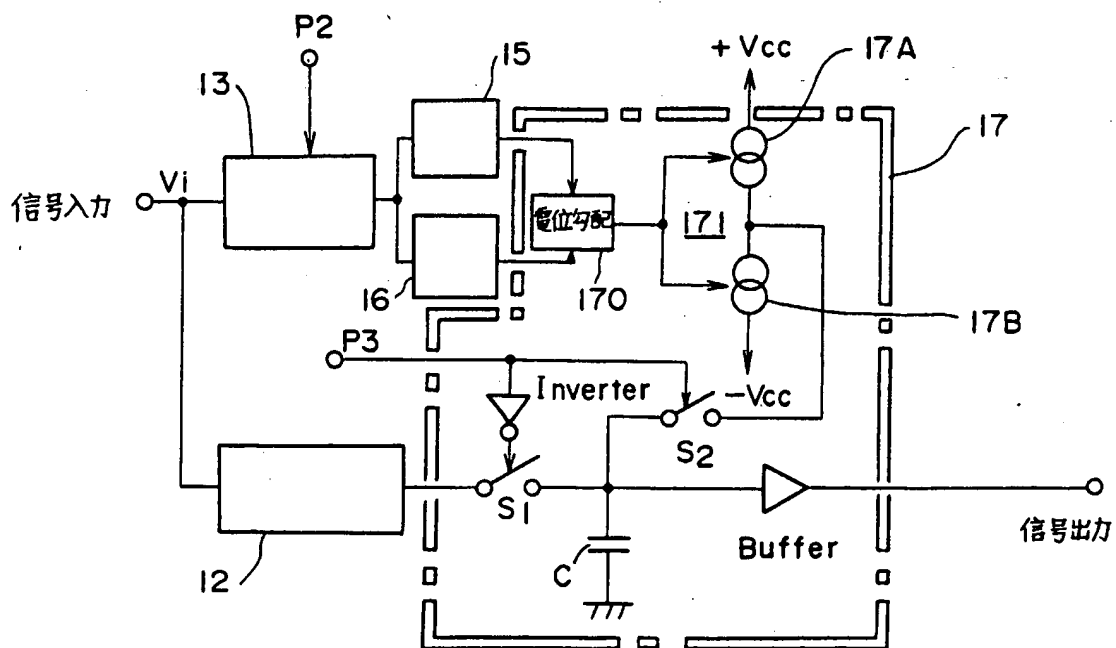 P2
13
15
+Vcc
17A
17
Vi
信号入力
電位勾配
171
16
170
17B
P3
Inverter
-Vcc
S2
S1
12
C
Buffer
信号出力